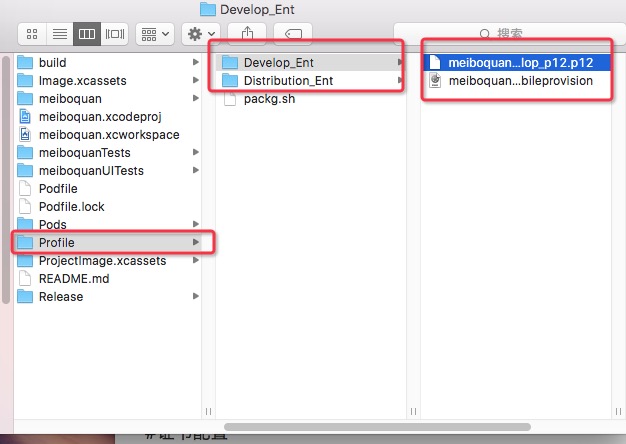 Develop_Ent
搜索
build
Image.xcassets
meiboquan
meiboquan.xcodeproj
meiboquan.xcworkspace
meiboquanTests
meiboquanUITests
Podfile
Podfile.lock
Pods
Profile
ProjectImage.xcassets
README.md
Release
Develop_Ent
Distribution_Ent
packg.sh
meiboquan...lop_p12.p12
meiboquan...bileprovision
#证书配置